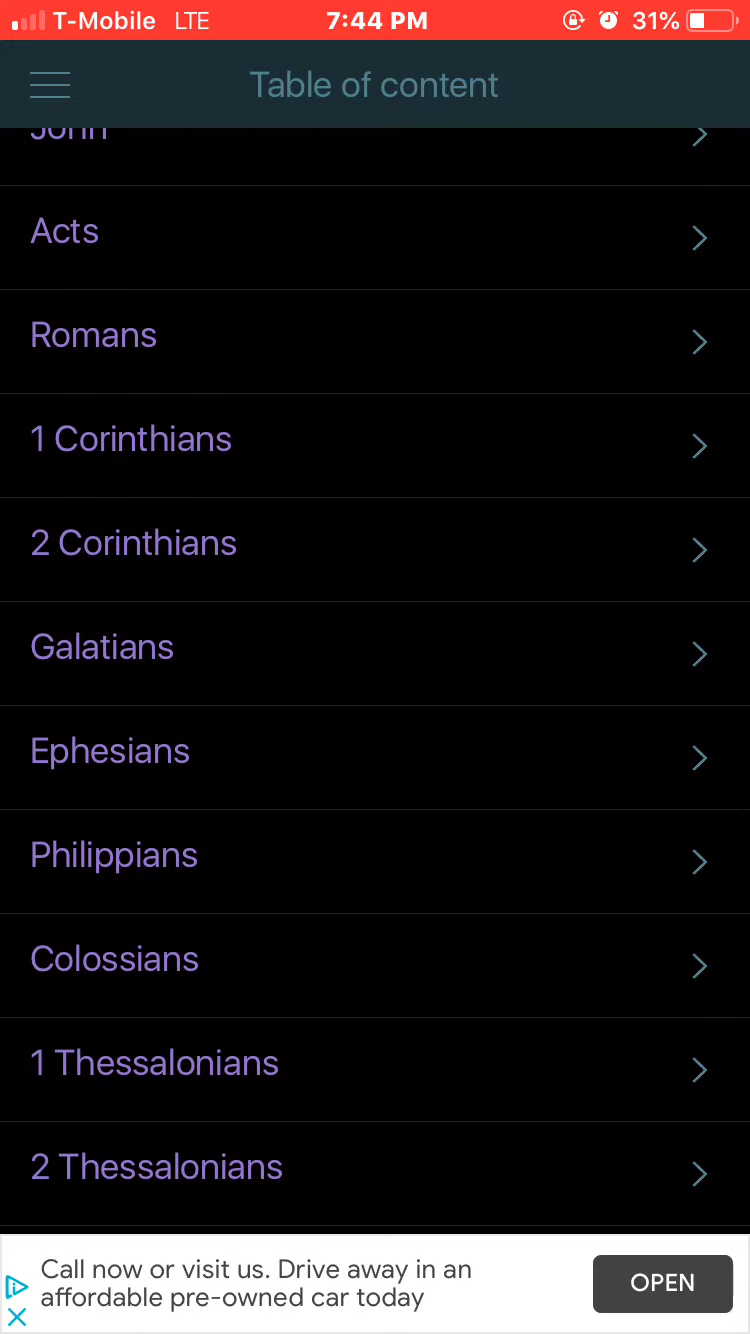 T-Mobile LTE 7:44 PM 31%
Table of content
John
Acts
Romans
1 Corinthians
2 Corinthians
Galatians
Ephesians
Philippians
Colossians
1 Thessalonians
2 Thessalonians
Call now or visit us. Drive away in an
affordable pre-owned car today
OPEN